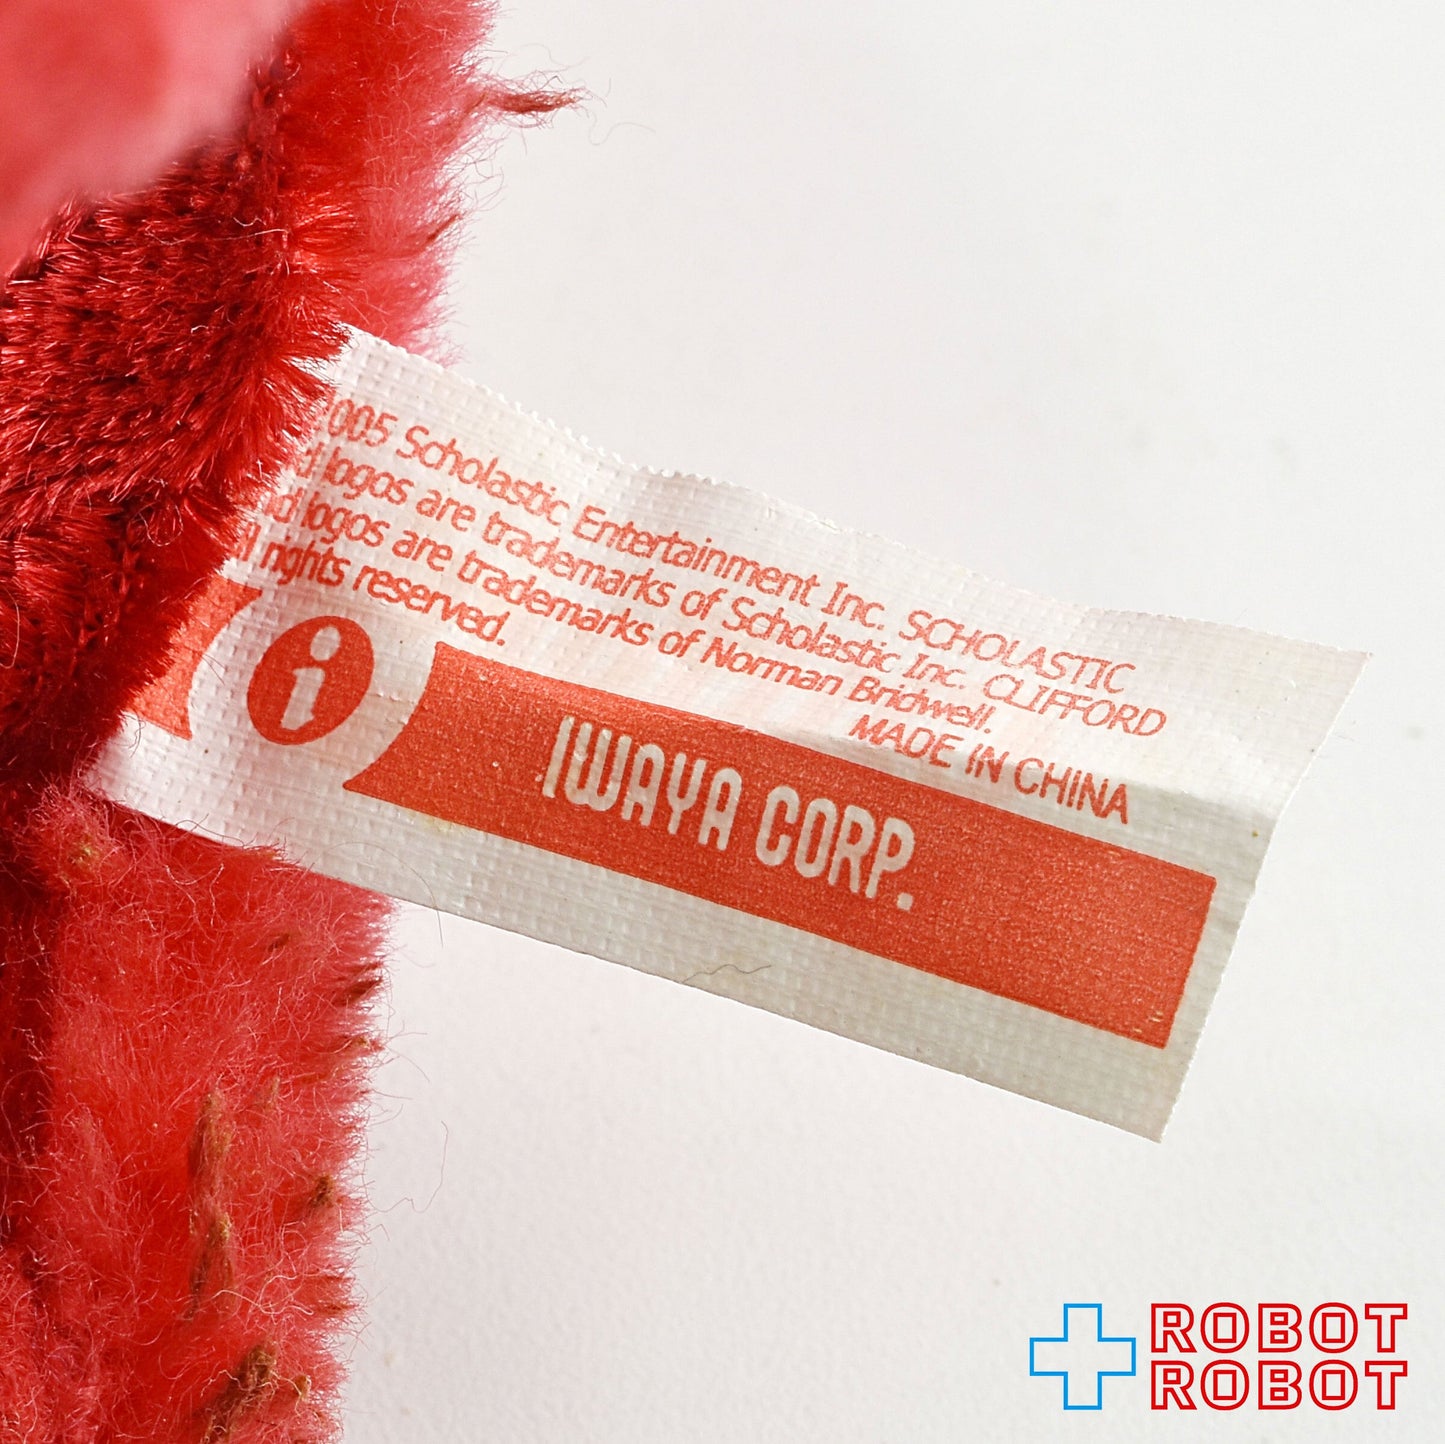 005 Scholastic Entertainment Inc. SCHOLASTIC
d logos are trademarks of Scholastic Inc. CLIFFORD
d logos are trademarks of Norman Bridwell.
ll rights reserved.
MADE IN CHINA
i
IWAYA CORP.
ROBOT
ROBOT